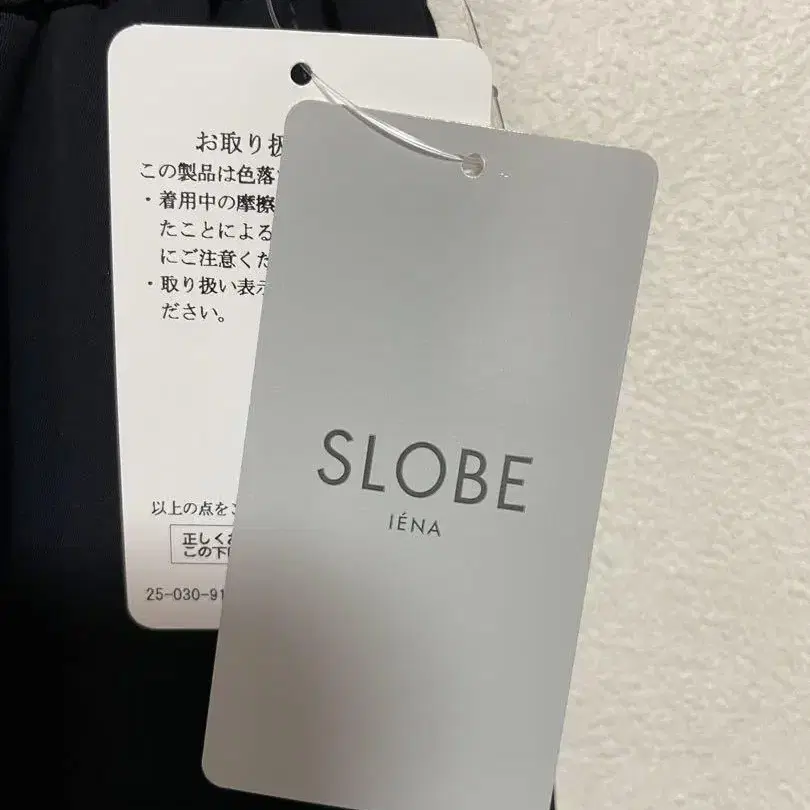 お取り扱
この製品は色落
・着用中の摩擦
たことによる
にご注意くだ
・取り扱い表示
ださい。
以上の点を
正しくお
この下
25-030-91
SLOBE
IÉNA